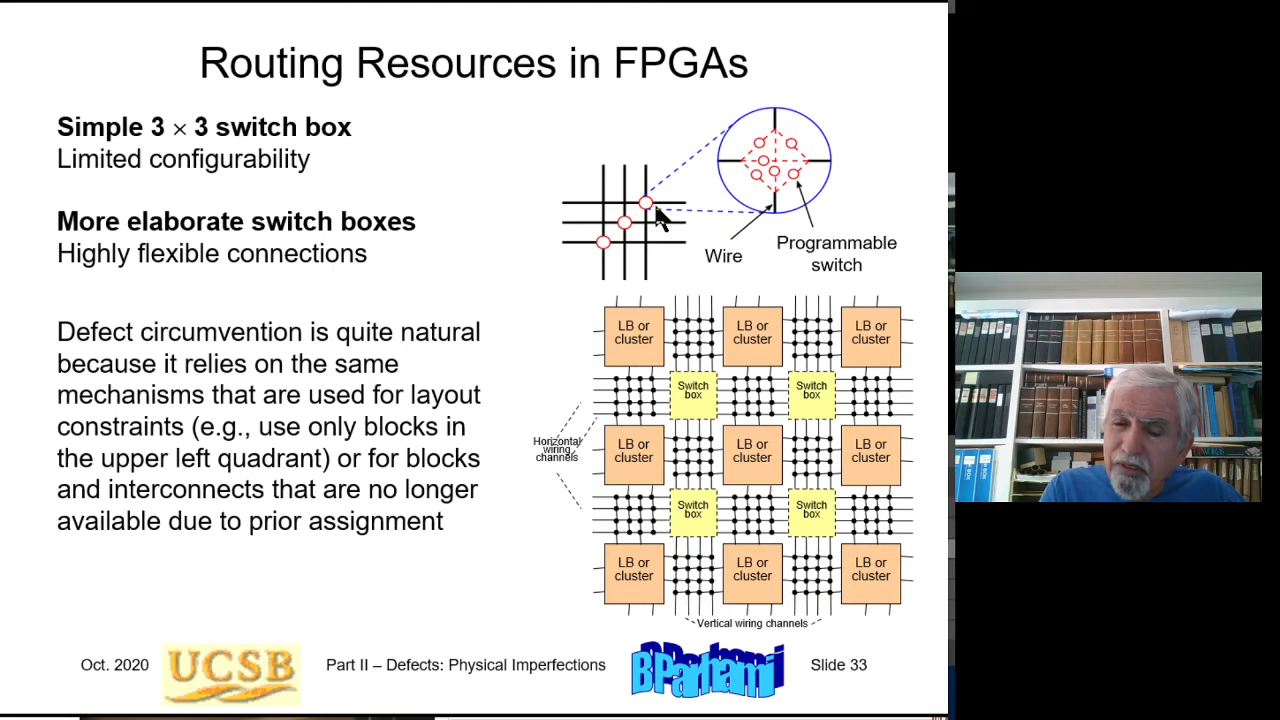 Routing Resources in FPGAs
Simple 3 × 3 switch box
Limited configurability
More elaborate switch boxes
Highly flexible connections
Defect circumvention is quite natural
because it relies on the same
mechanisms that are used for layout
constraints (e.g., use only blocks in
the upper left quadrant) or for blocks
and interconnects that are no longer
available due to prior assignment
Wire
Programmable
switch
LB or
cluster
LB or
cluster
LB or
cluster
Switch
box
Switch
box
Horizontal
wiring
channels
LB or
cluster
LB or
cluster
LB or
cluster
Switch
box
Switch
box
LB or
cluster
LB or
cluster
LB or
cluster
Vertical wiring channels
Oct. 2020
UCSB
Part II – Defects: Physical Imperfections
BParhami
Slide 33